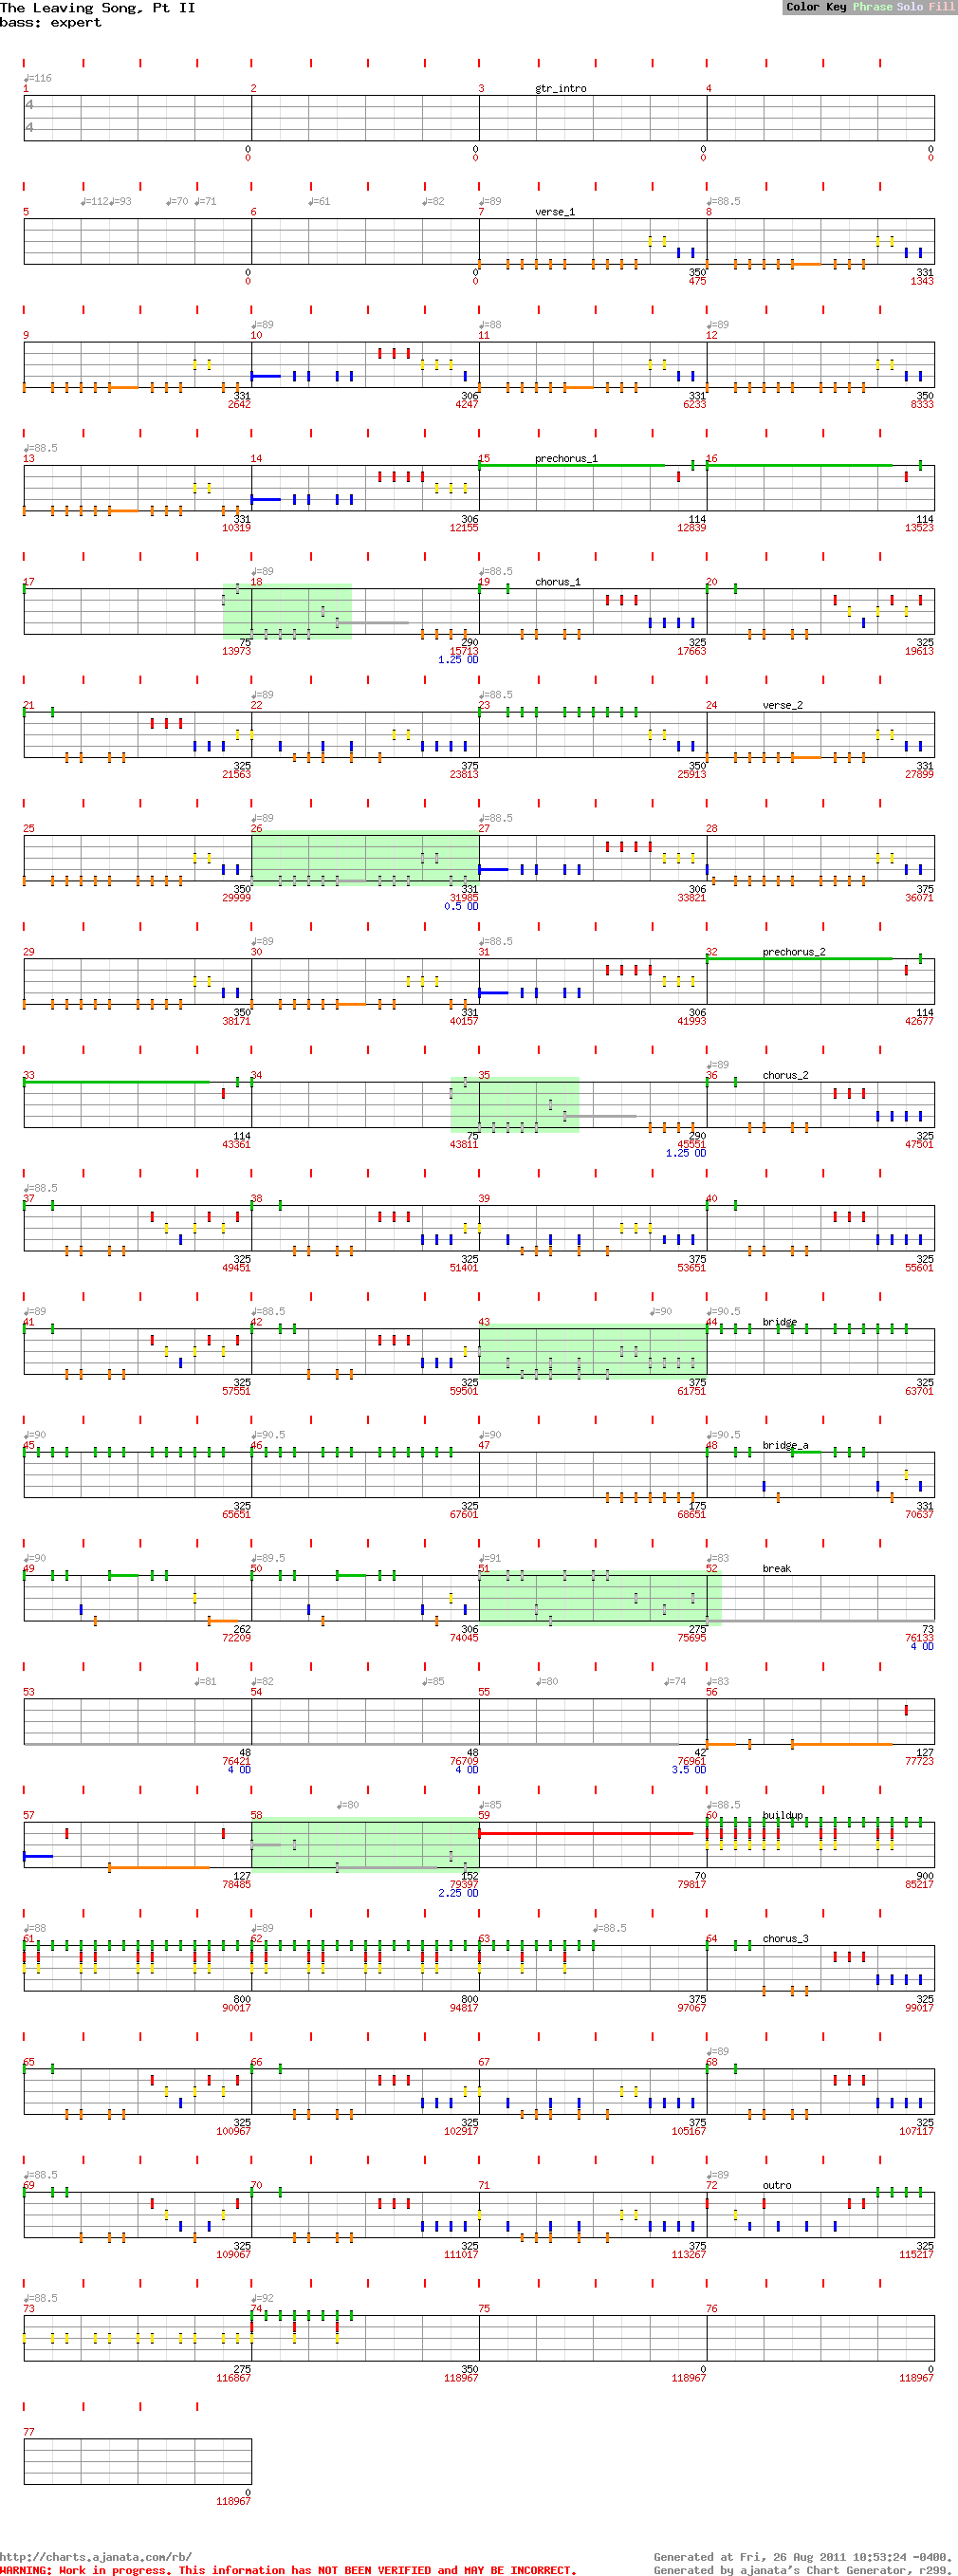 The Leaving Song, Pt II
bass: expert
Color Key Phrase Solo Fill
♩=116
1 2 3 gtr_intro 4
4
4
0 0 0 0
0 0 0 0
♩=112 ♩=93 ♩=70 ♩=71 ♩=61 ♩=82 ♩=89 ♩=88.5
5 6 7 verse_1 8
0 0 350 331
0 0 475 1343
♩=89 ♩=88 ♩=89
9 10 11 12
331 306 331 350
2642 4247 6233 8333
♩=88.5
13 14 15 prechorus_1 16
331 306 114 114
10319 12155 12839 13523
♩=89 ♩=88.5
17 18 19 chorus_1 20
75 290 325 325
13973 15713 17663 19613
1.25 OD
♩=89 ♩=88.5
21 22 23 24 verse_2
325 375 350 331
21563 23813 25913 27899
♩=89 ♩=88.5
25 26 27 28
350 331 306 375
29999 31985 33821 36071
0.5 OD
♩=89 ♩=88.5
29 30 31 32 prechorus_2
350 331 306 114
38171 40157 41993 42677
♩=89
33 34 35 36 chorus_2
114 75 290 325
43361 43811 45551 47501
1.25 OD
♩=88.5
37 38 39 40
325 325 375 325
49451 51401 53651 55601
♩=89 ♩=88.5 ♩=90 ♩=90.5
41 42 43 44 bridge
325 325 375 325
57551 59501 61751 63701
♩=90 ♩=90.5 ♩=90 ♩=90.5
45 46 47 48 bridge_a
325 325 175 331
65651 67601 68651 70637
♩=90 ♩=89.5 ♩=91 ♩=83
49 50 51 52 break
262 306 275 73
72209 74045 75695 76133
4 OD
♩=81 ♩=82 ♩=85 ♩=80 ♩=74 ♩=83
53 54 55 56
48 48 42 127
76421 76709 76961 77723
4 OD 4 OD 3.5 OD
♩=80 ♩=85 ♩=88.5
57 58 59 60 buildup
127 152 70 900
78485 79397 79817 85217
2.25 OD
♩=88 ♩=89 ♩=88.5
61 62 63 64 chorus_3
800 800 375 325
90017 94817 97067 99017
♩=89
65 66 67 68
325 325 375 325
100967 102917 105167 107117
♩=88.5 ♩=89
69 70 71 72 outro
325 325 375 325
109067 111017 113267 115217
♩=88.5 ♩=92
73 74 75 76
275 350 0 0
116867 118967 118967 118967
77
0
118967
http://charts.ajanata.com/rb/
Generated at Fri, 26 Aug 2011 10:53:24 -0400.
WARNING: Work in progress. This information has NOT BEEN VERIFIED and MAY BE INCORRECT.
Generated by ajanata's Chart Generator, r299.